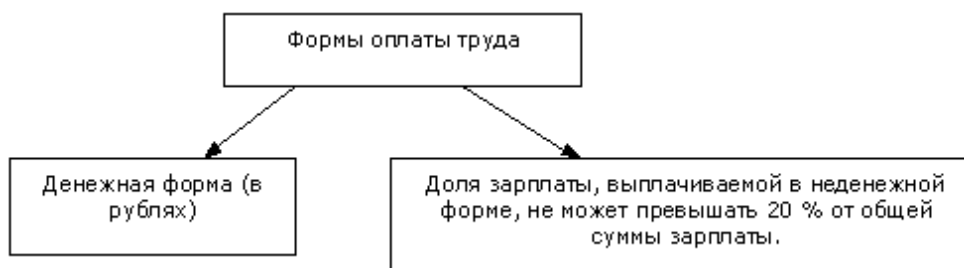 Формы оплаты труда
Денежная форма (в
рублях)
Доля зарплаты, выплачиваемой в неденежной
форме, не может превышать 20 % от общей
суммы зарплаты.